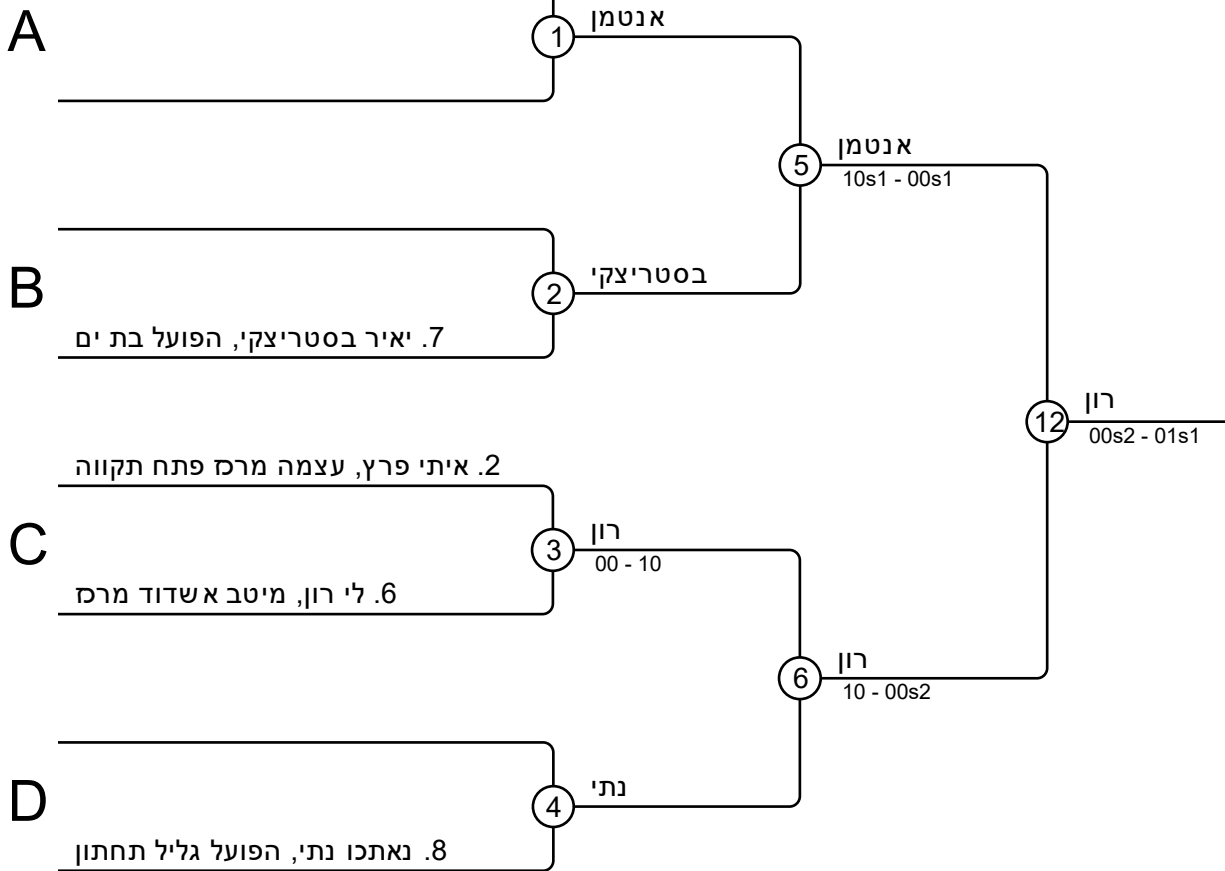 A
1
אנטמן
5
אנטמן
10s1 - 00s1
B
2
בסטריצקי
7. יאיר בסטריצקי, הפועל בת ים
12
רון
00s2 - 01s1
2. איתי פרץ, עצמה מרכז פתח תקווה
C
3
רון
00 - 10
6. לי רון, מיטב אשדוד מרכז
6
רון
10 - 00s2
D
4
נתי
8. נאתכו נתי, הפועל גליל תחתון